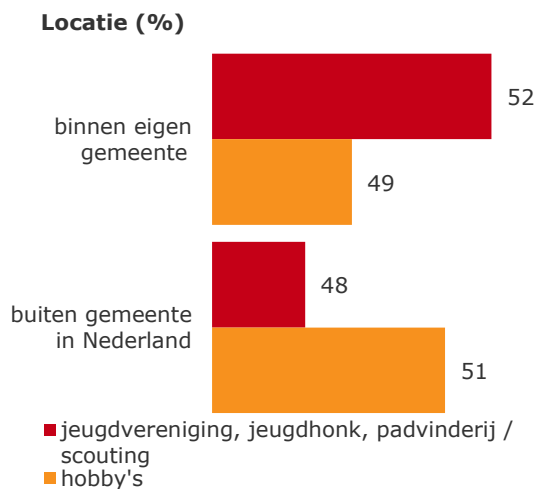 Locatie (%)
binnen eigen
gemeente
52
49
buiten gemeente
in Nederland
48
51
jeugdvereniging, jeugdhonk, padvinderij /
scouting
hobby's